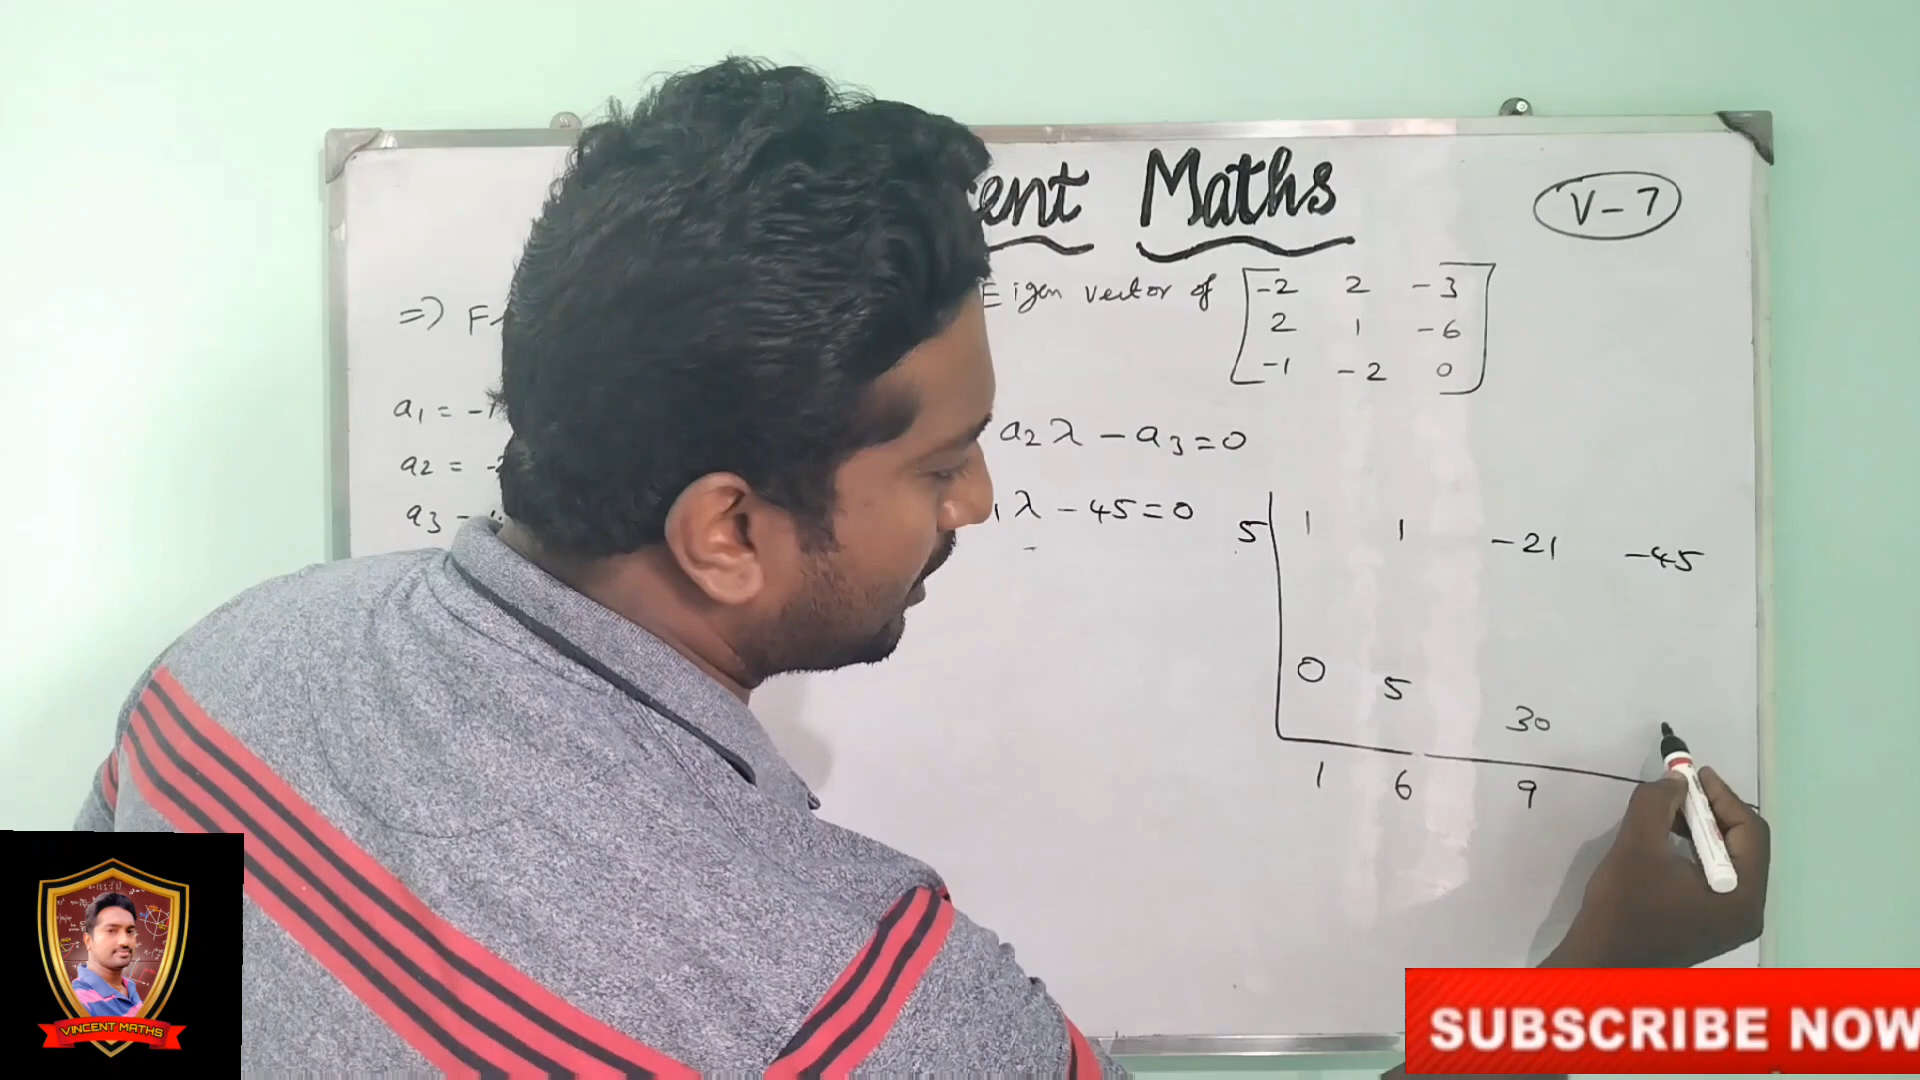 Maths
V-7
=> Eigen vector of
-2 2 -3
2 1 -6
-1 -2 0
a1 = -1
a2λ - a3 = 0
a2 =
a3
λ - 45 = 0
5 1 1 -21 -45
0 5 30
1 6 9
VINCENT MATHS
SUBSCRIBE NOW